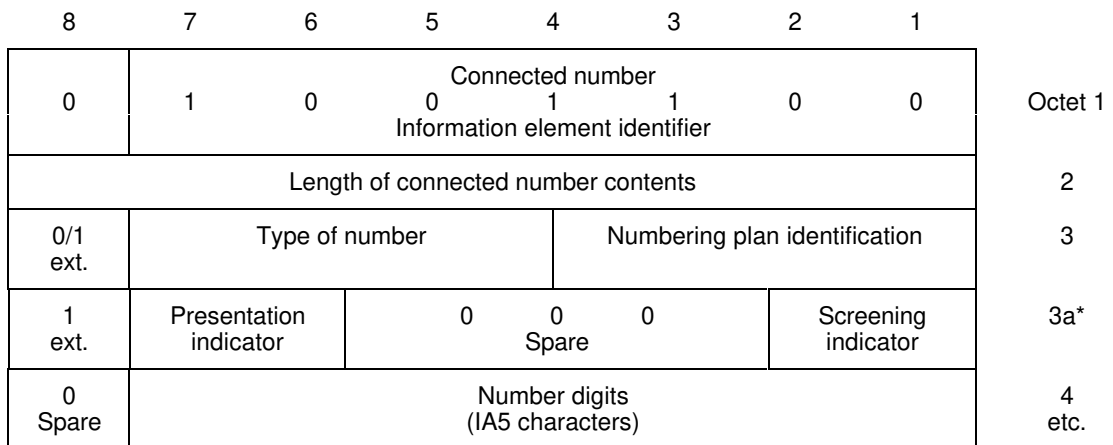 8 7 6 5 4 3 2 1
Connected number
0 1 0 0 1 1 0 0 Octet 1
Information element identifier
Length of connected number contents 2
0/1 Type of number Numbering plan identification 3
ext.
1 Presentation 0 0 0 Screening 3a*
ext. indicator Spare indicator
0 Number digits 4
Spare (IA5 characters) etc.